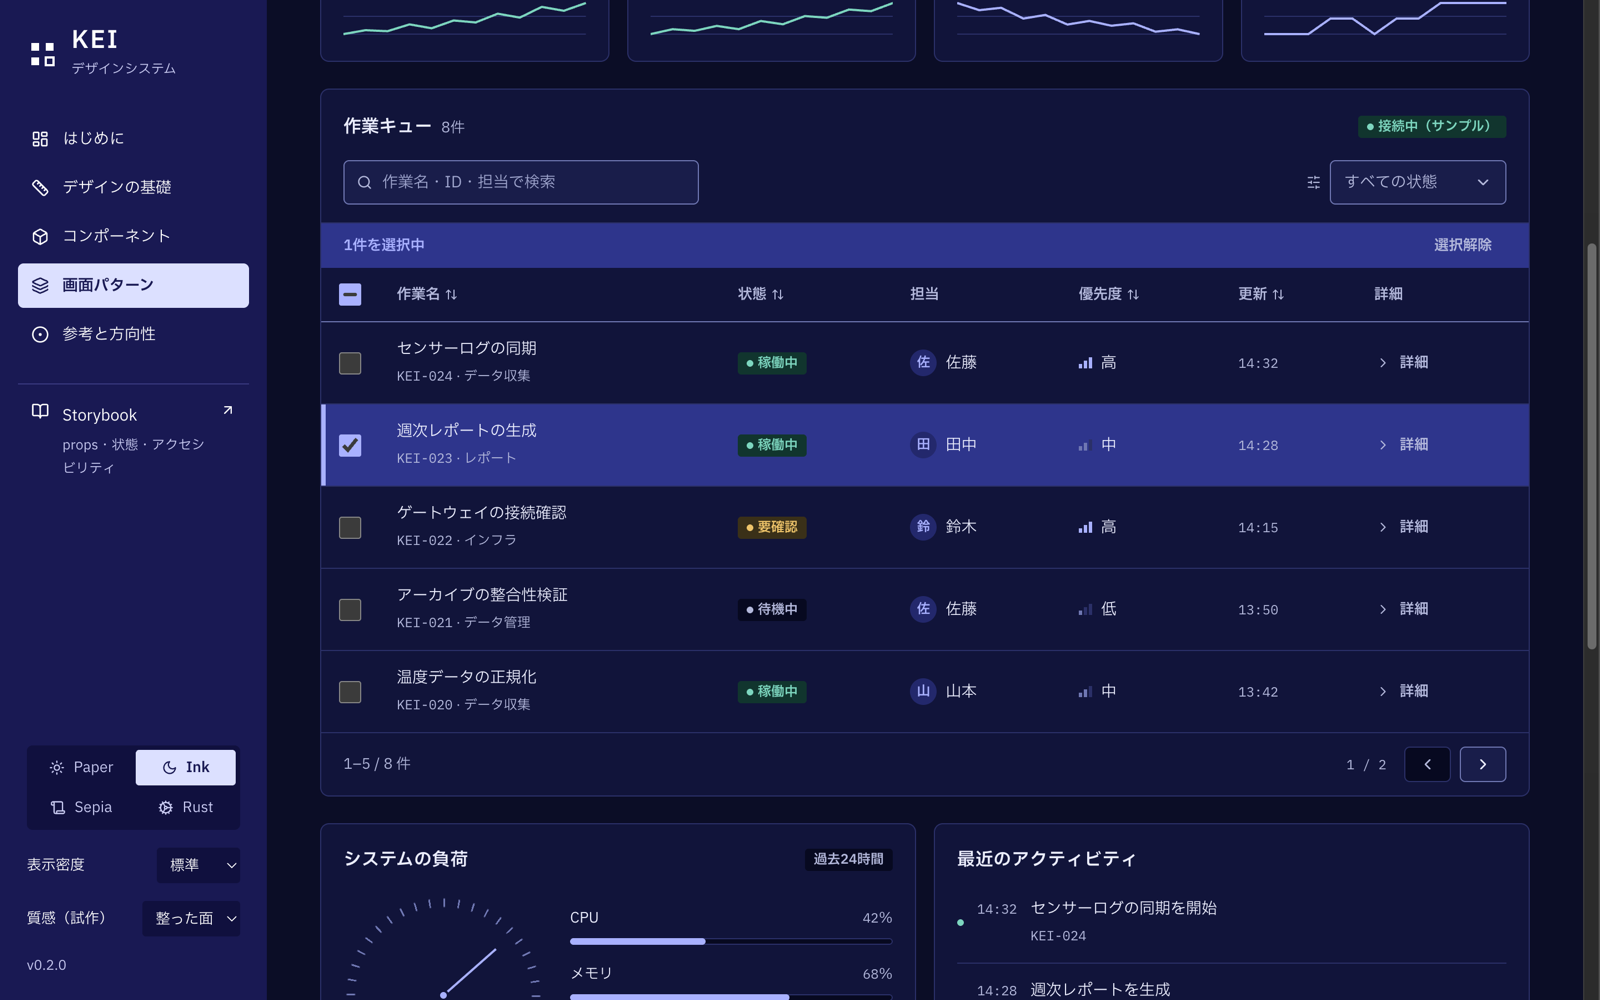 KEI
デザインシステム
はじめに
デザインの基礎
コンポーネント
画面パターン
参考と方向性
Storybook
props・状態・アクセシ
ビリティ
Paper
Ink
Sepia
Rust
表示密度
標準
質感（試作）
整った面
v0.2.0
作業キュー 8件
接続中（サンプル）
作業名・ID・担当で検索
すべての状態
1件を選択中
選択解除
作業名 状態 担当 優先度 更新 詳細
センサーログの同期
KEI-024・データ収集
稼働中 佐 佐藤 高 14:32 詳細
週次レポートの生成
KEI-023・レポート
稼働中 田 田中 中 14:28 詳細
ゲートウェイの接続確認
KEI-022・インフラ
要確認 鈴 鈴木 高 14:15 詳細
アーカイブの整合性検証
KEI-021・データ管理
待機中 佐 佐藤 低 13:50 詳細
温度データの正規化
KEI-020・データ収集
稼働中 山 山本 中 13:42 詳細
1–5 / 8 件
1 / 2
システムの負荷
過去24時間
CPU 42%
メモリ 68%
最近のアクティビティ
14:32 センサーログの同期を開始
KEI-024
14:28 週次レポートを生成